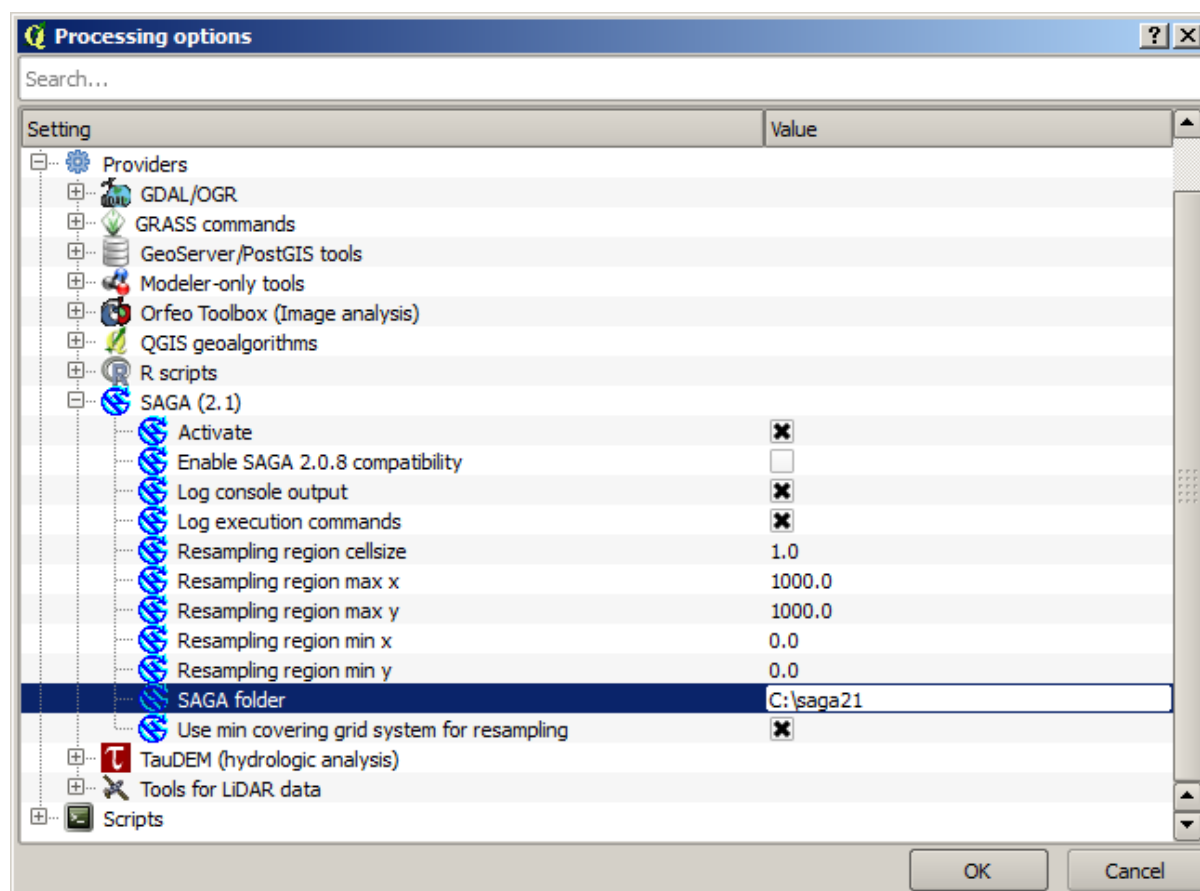 Processing options
Search...
Setting Value
Providers
GDAL/OGR
GRASS commands
GeoServer/PostGIS tools
Modeler-only tools
Orfeo Toolbox (Image analysis)
QGIS geoalgorithms
R scripts
SAGA (2.1)
Activate
Enable SAGA 2.0.8 compatibility
Log console output
Log execution commands
Resampling region cellsize 1.0
Resampling region max x 1000.0
Resampling region max y 1000.0
Resampling region min x 0.0
Resampling region min y 0.0
SAGA folder C:\saga21
Use min covering grid system for resampling
TauDEM (hydrologic analysis)
Tools for LiDAR data
Scripts
OK Cancel